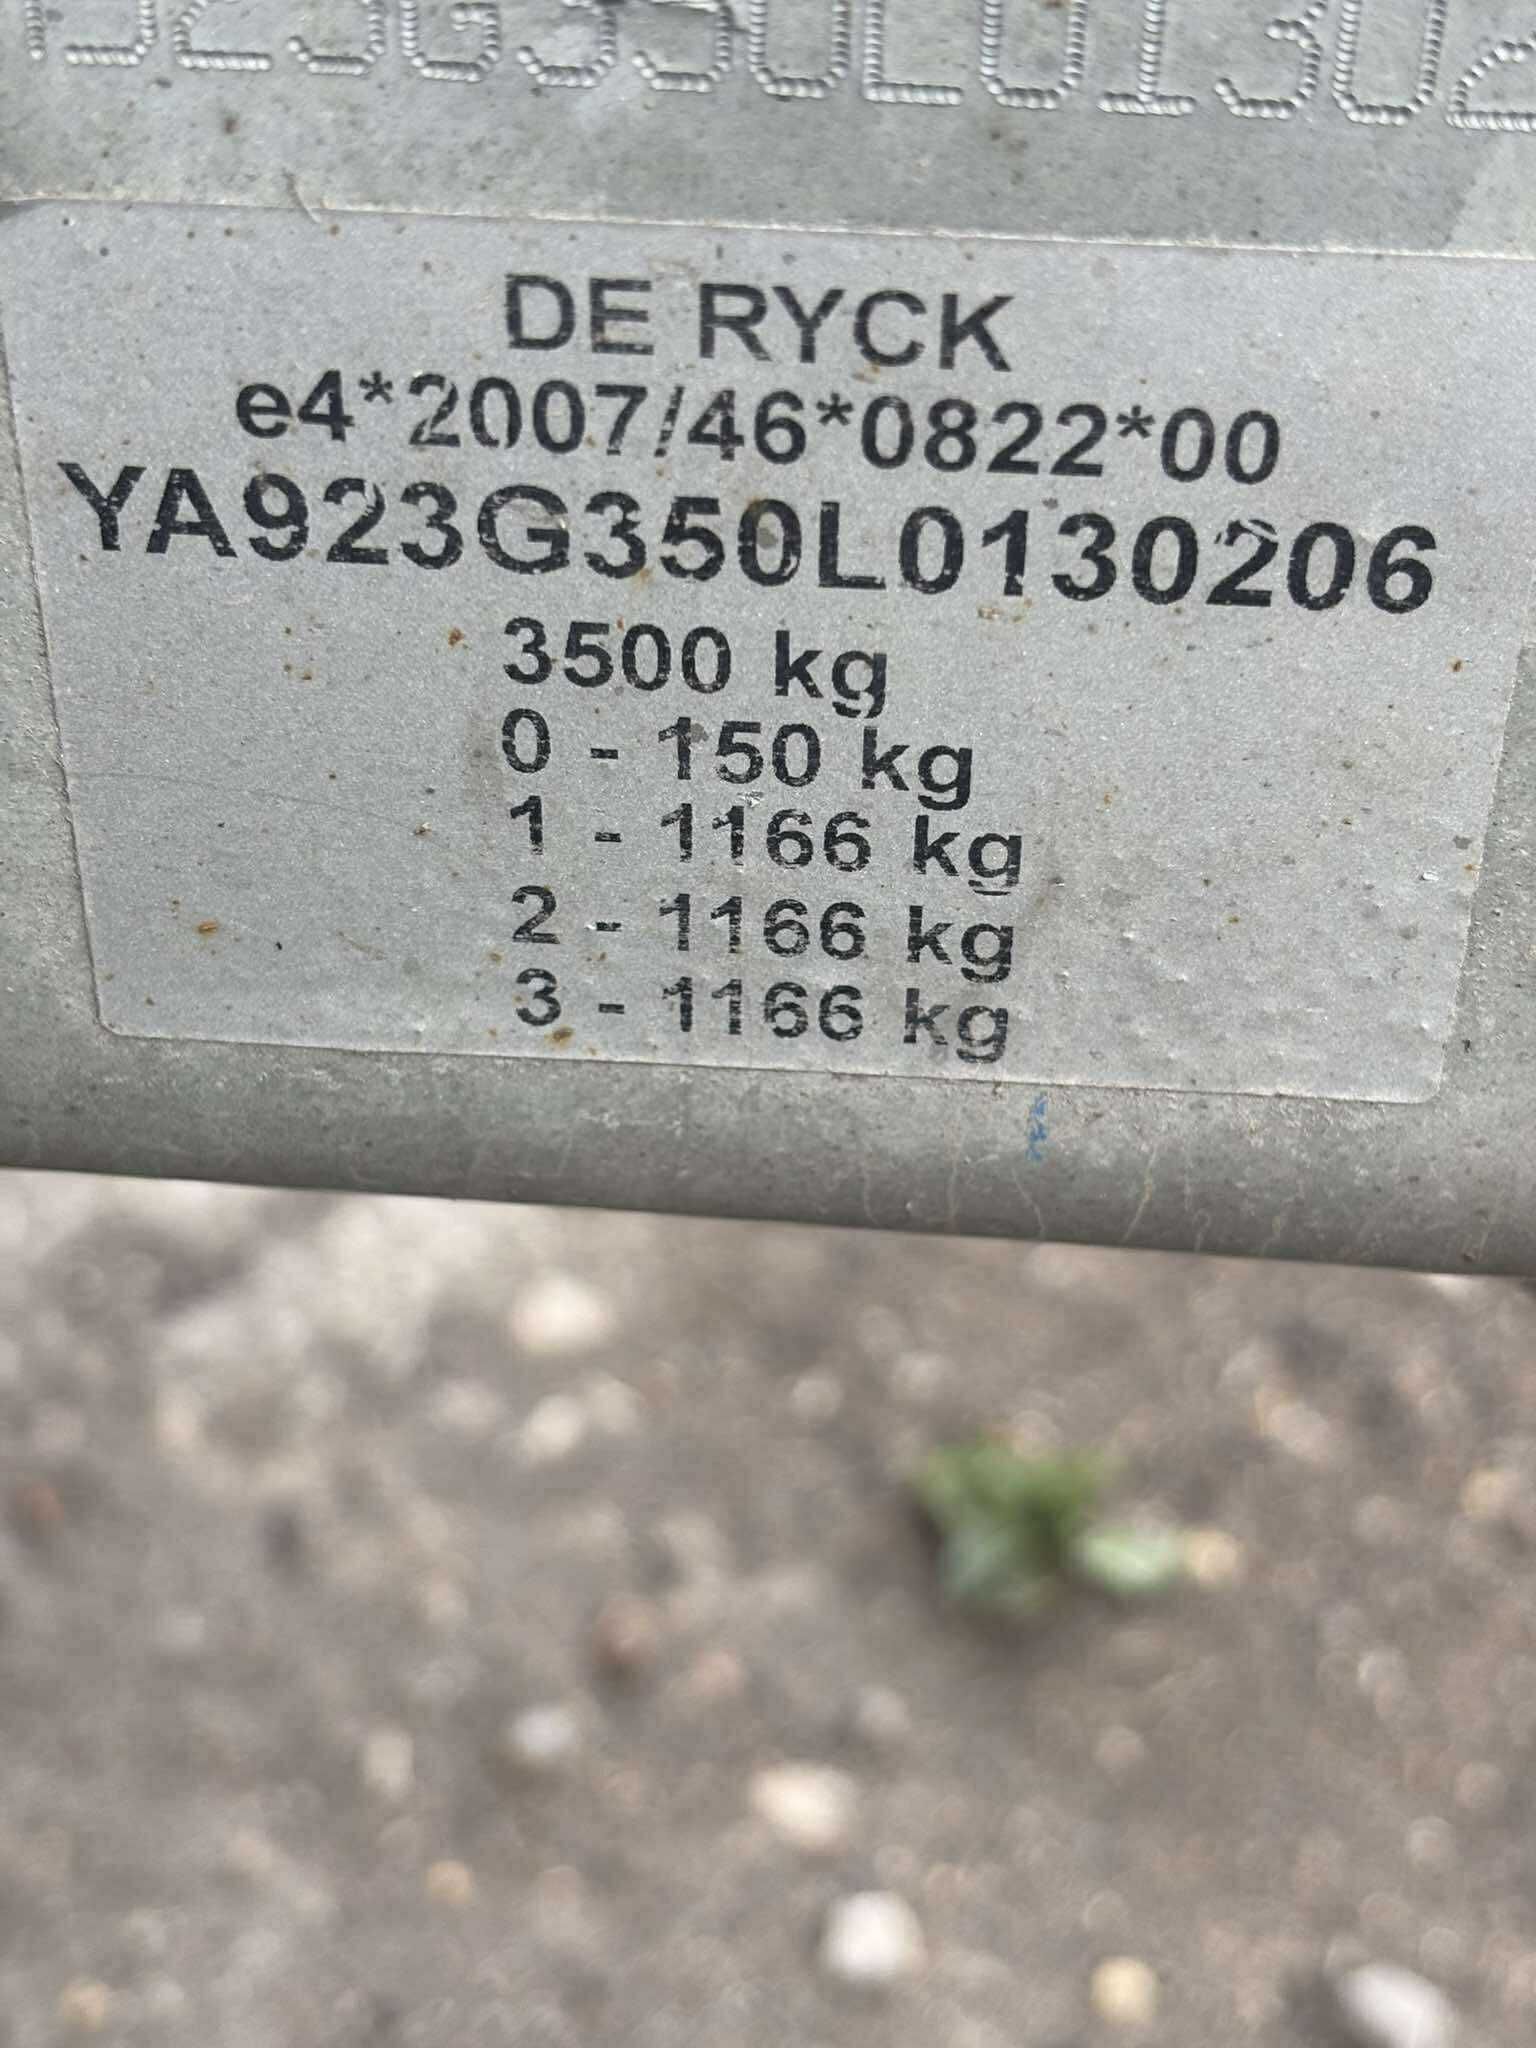 A923G350L01302
DE RYCK
e4*2007/46*0822*00
YA923G350L0130206
3500 kg
0 - 150 kg
1 - 1166 kg
2 - 1166 kg
3 - 1166 kg